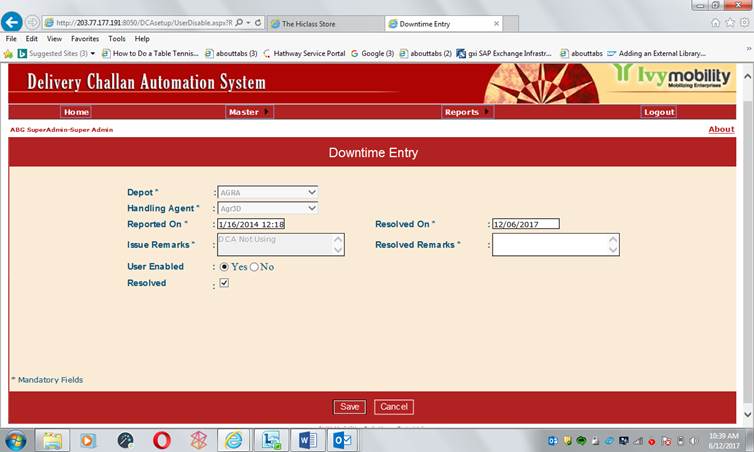 http://203.77.177.191:8050/DCAsetup/UserDisable.aspx?R
The Hiclass Store
Downtime Entry
File Edit View Favorites Tools Help
Suggested Sites (3) How to Do a Table Tennis... abouttabs (3) Hathway Service Portal Google (3) abouttabs (2) gxi SAP Exchange Infrastr... abouttabs Adding an External Library...
Delivery Challan Automation System
Ivymobility
Mobilizing Enterprises
Home Master Reports Logout
ABG SuperAdmin-Super Admin About
Downtime Entry
Depot * : AGRA
Handling Agent * : Agr3D
Reported On * : 1/16/2014 12:18 Resolved On * : 12/06/2017
Issue Remarks * : DCA Not Using Resolved Remarks * :
User Enabled : Yes No
Resolved :
* Mandatory Fields
Save Cancel
10:39 AM
6/12/2017